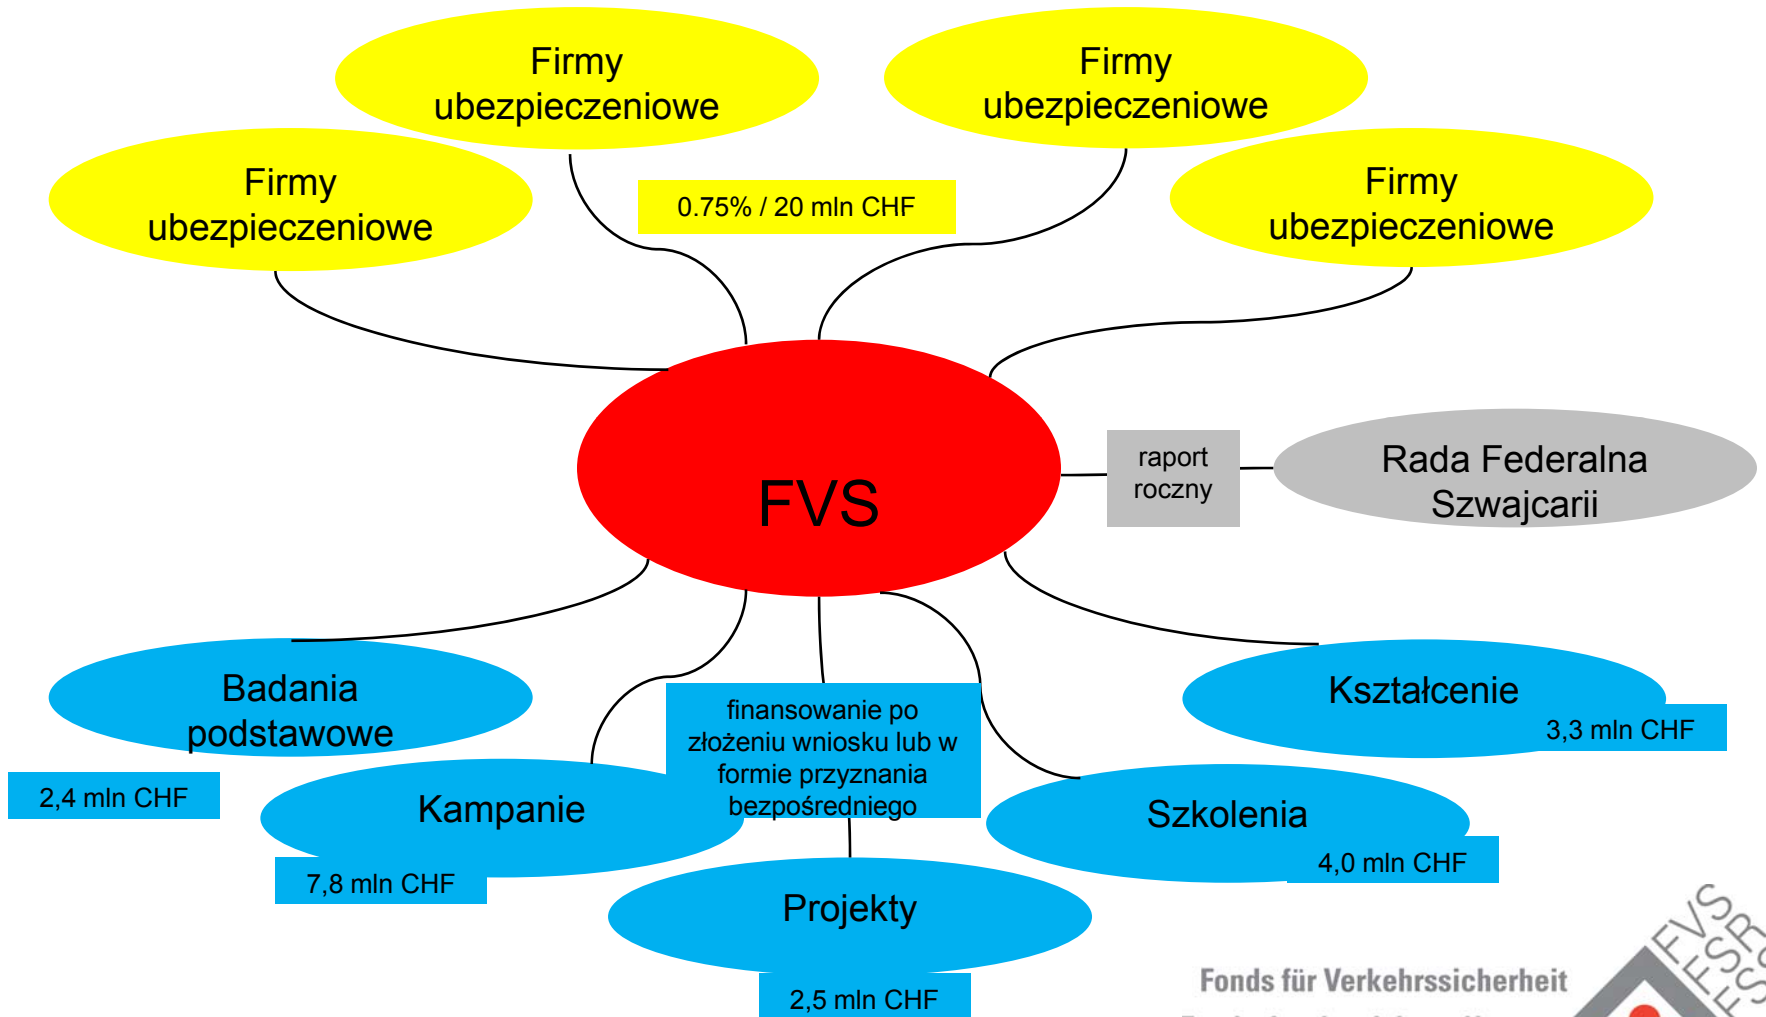 Firmy
ubezpieczeniowe
Firmy
ubezpieczeniowe
Firmy
ubezpieczeniowe
Firmy
ubezpieczeniowe
0.75% / 20 mln CHF
FVS
raport
roczny
Rada Federalna
Szwajcarii
Badania
podstawowe
2,4 mln CHF
Kampanie
7,8 mln CHF
finansowanie po
złożeniu wniosku lub w
formie przyznania
bezpośredniego
Projekty
2,5 mln CHF
Szkolenia
4,0 mln CHF
Kształcenie
3,3 mln CHF
Fonds für Verkehrssicherheit
FVS